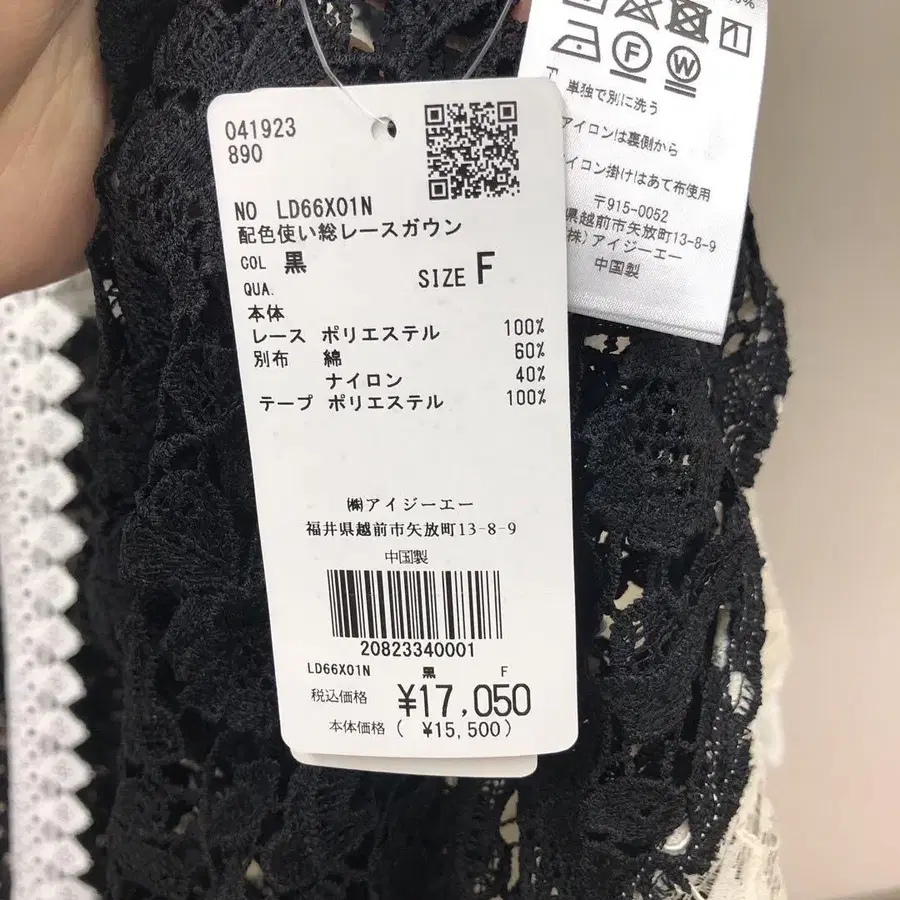 041923
890
NO LD66X01N
配色使い総レースガウン
COL 黒
SIZE F
QUA.
本体
レース ポリエステル 100%
別布 綿 60%
ナイロン 40%
テープ ポリエステル 100%
㈱アイジーエー
福井県越前市矢放町13-8-9
中国製
20823340001
LD66X01N 黒 F
税込価格 ¥17,050
本体価格 ( ¥15,500)
F
W
単独で別に洗う
アイロンは裏側から
イロン掛けはあて布使用
〒915-0052
県越前市矢放町13-8-9
株)アイジーエー
中国製